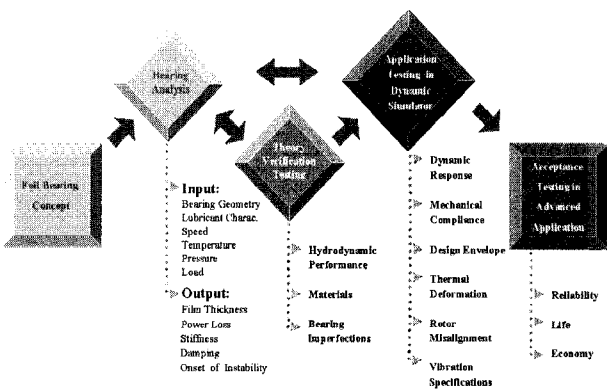 Foil Bearing
Concept
Bearing
Analysis
Input:
Bearing Geometry
Lubricant Charac.
Speed
Temperature
Pressure
Load
Output:
Film Thickness
Power Loss
Stiffness
Damping
Onset of Instability
Theory
Verification
Testing
Hydrodynamic
Performance
Materials
Bearing
Imperfections
Application
Testing in
Dynamic
Simulator
Dynamic
Response
Mechanical
Compliance
Design Envelope
Thermal
Deformation
Rotor
Misalignment
Vibration
Specifications
Acceptance
Testing in
Advanced
Application
Reliability
Life
Economy